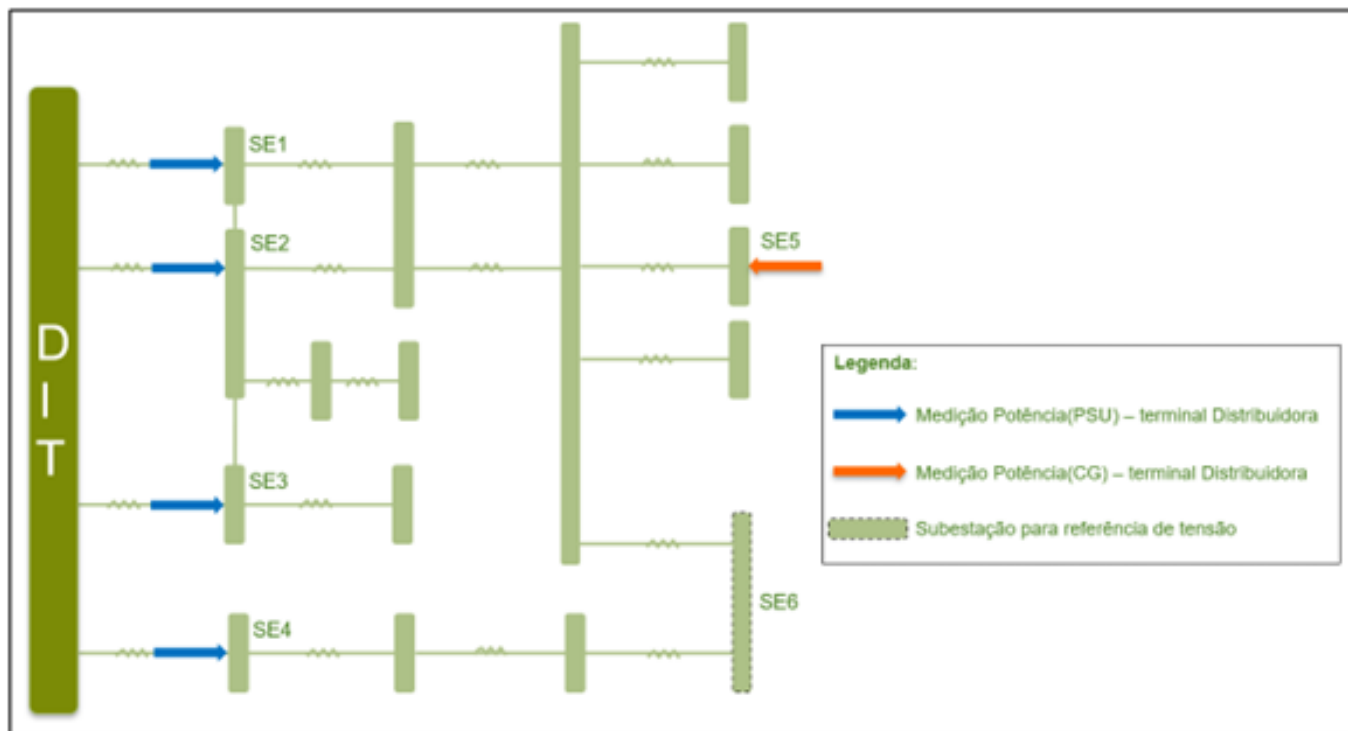 SE1
SE2
SE5
D
I
T
Legenda:
Medição Potência(PSU) – terminal Distribuidora
Medição Potência(CG) – terminal Distribuidora
SE3
Subestação para referência de tensão
SE6
SE4